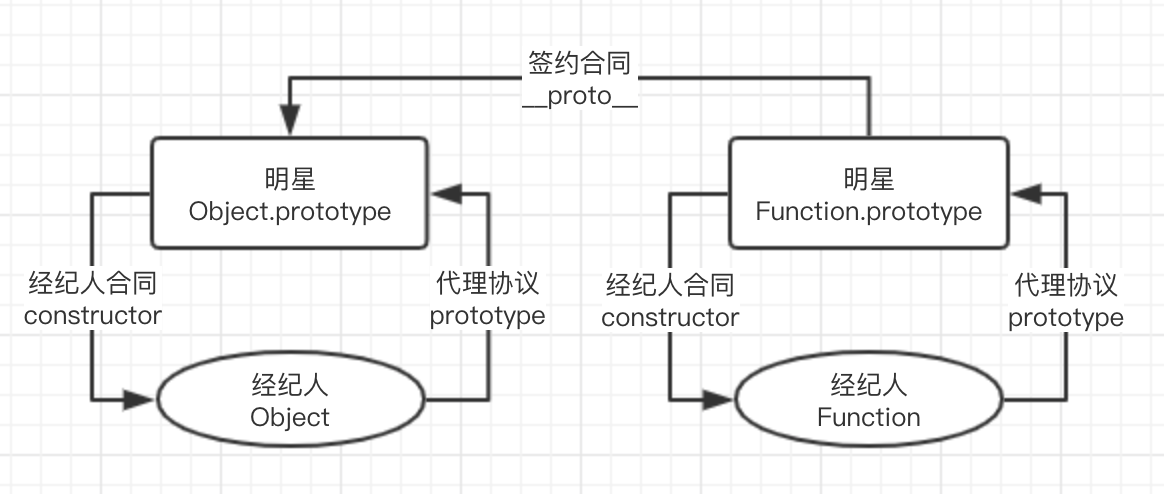 签约合同
__proto__
明星
Object.prototype
明星
Function.prototype
经纪人合同
constructor
代理协议
prototype
经纪人合同
constructor
代理协议
prototype
经纪人
Object
经纪人
Function